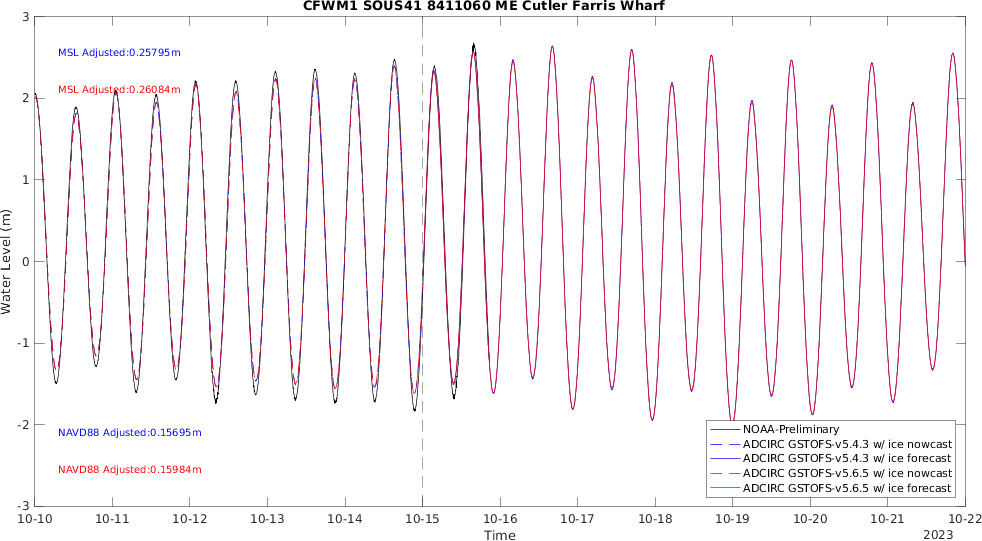 CFWM1 SOUS41 8411060 ME Cutler Farris Wharf
3
2
1
0
-1
-2
-3
Water Level (m)
MSL Adjusted:0.25795m
MSL Adjusted:0.26084m
NAVD88 Adjusted:0.15695m
NAVD88 Adjusted:0.15984m
NOAA-Preliminary
ADCIRC GSTOFS-v5.4.3 w/ ice nowcast
ADCIRC GSTOFS-v5.4.3 w/ ice forecast
ADCIRC GSTOFS-v5.6.5 w/ ice nowcast
ADCIRC GSTOFS-v5.6.5 w/ ice forecast
10-10 10-11 10-12 10-13 10-14 10-15 10-16 10-17 10-18 10-19 10-20 10-21 10-22
Time
2023